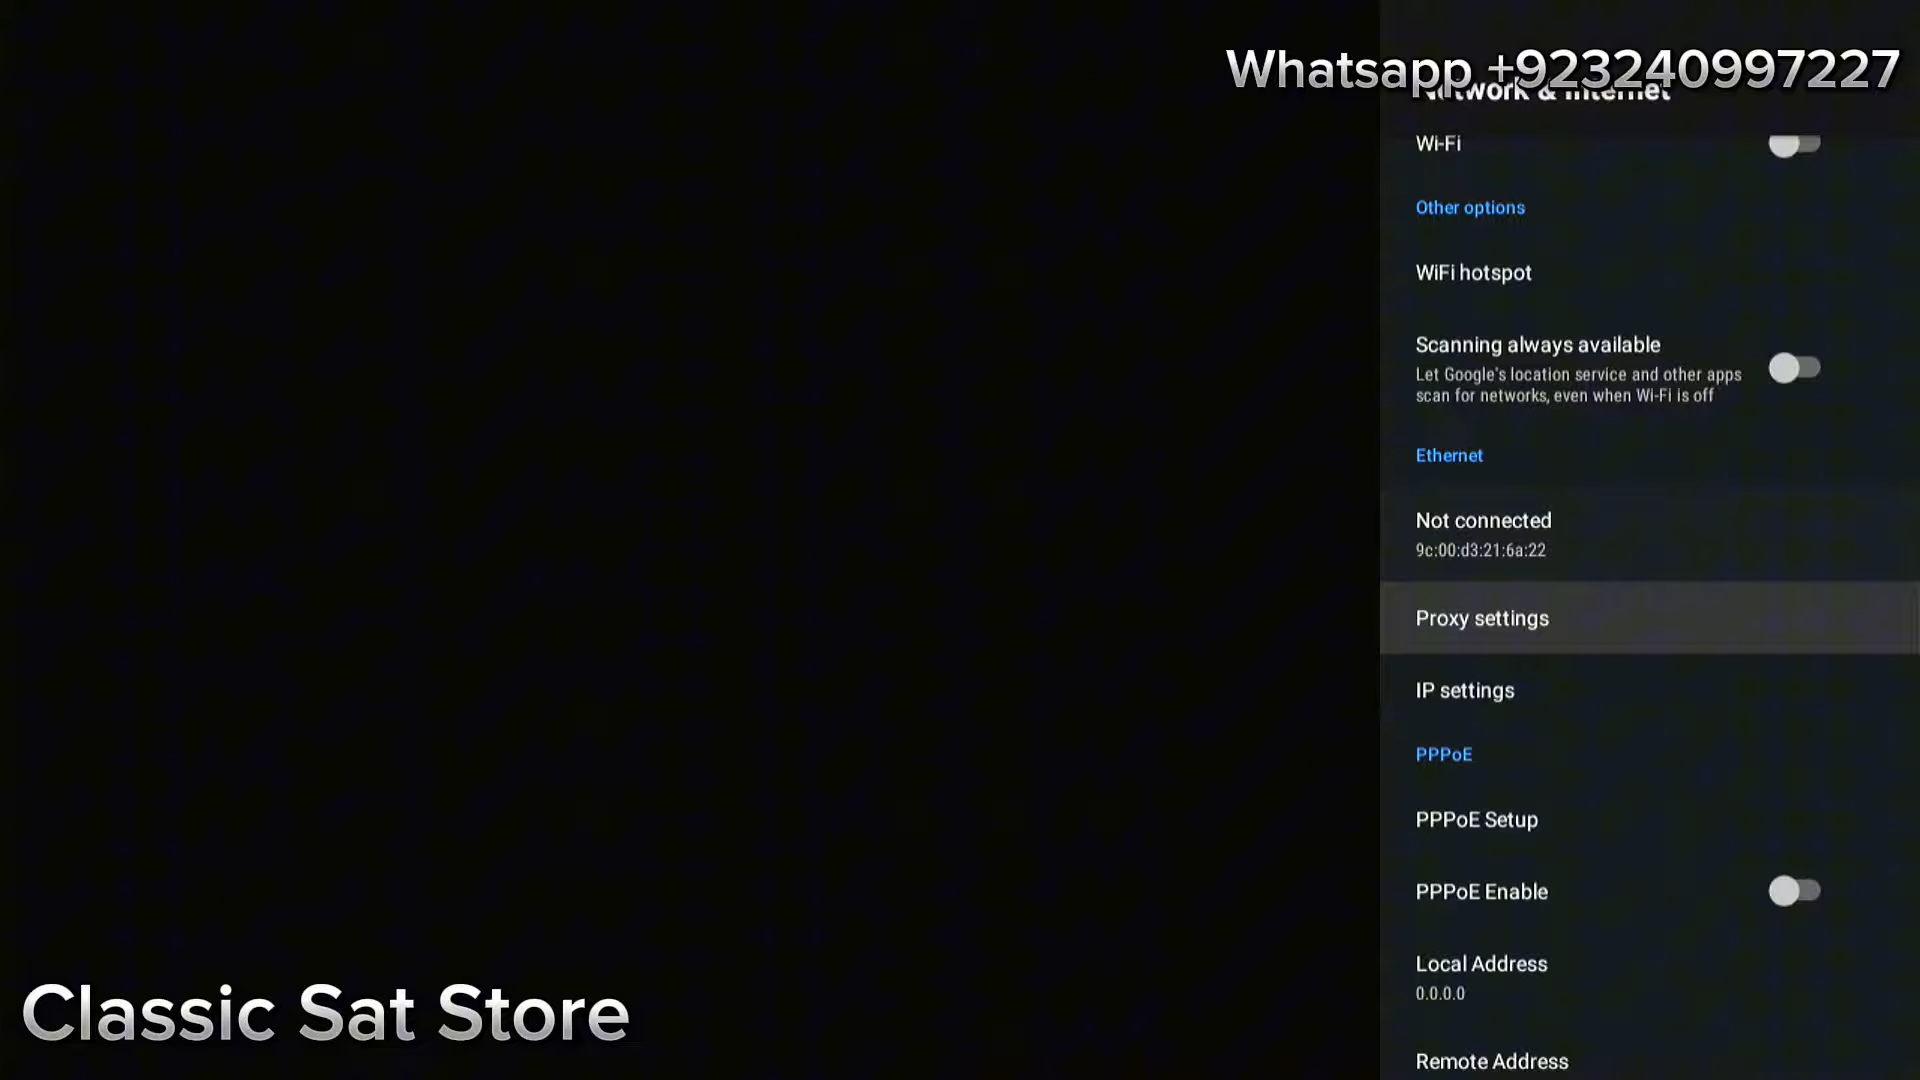 Whatsapp +923240997227
Network & Internet
Wi-Fi
Other options
WiFi hotspot
Scanning always available
Let Google's location service and other apps
scan for networks, even when Wi-Fi is off
Ethernet
Not connected
9c:00:d3:21:6a:22
Proxy settings
IP settings
PPPoE
PPPoE Setup
PPPoE Enable
Local Address
0.0.0.0
Remote Address
Classic Sat Store